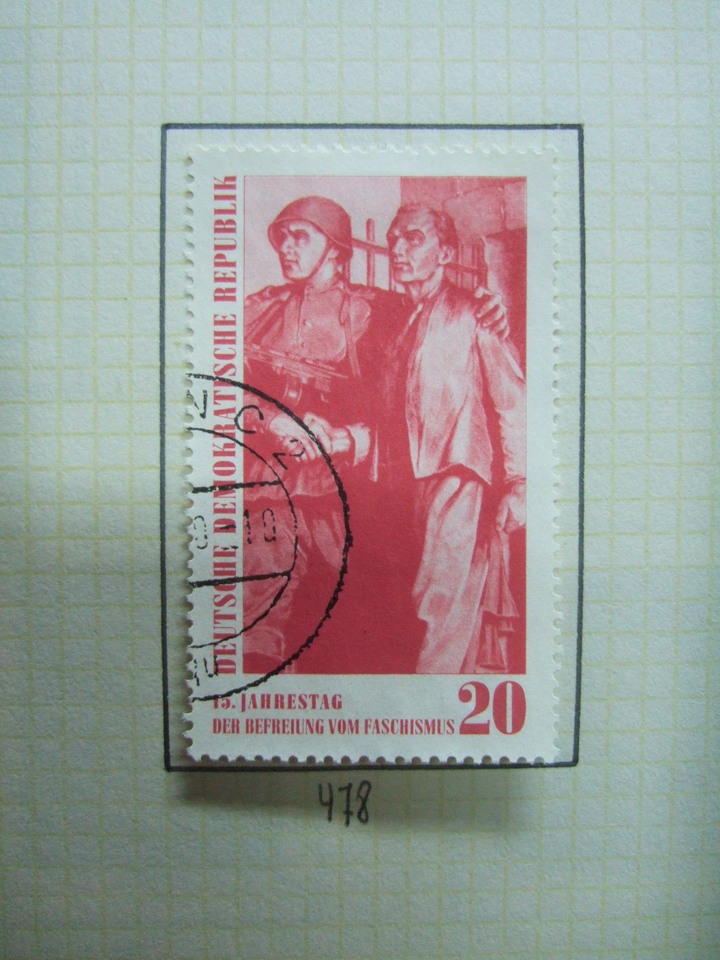 DEUTSCHE DEMOKRATISCHE REPUBLIK
15. JAHRESTAG
DER BEFREIUNG VOM FASCHISMUS
20
478